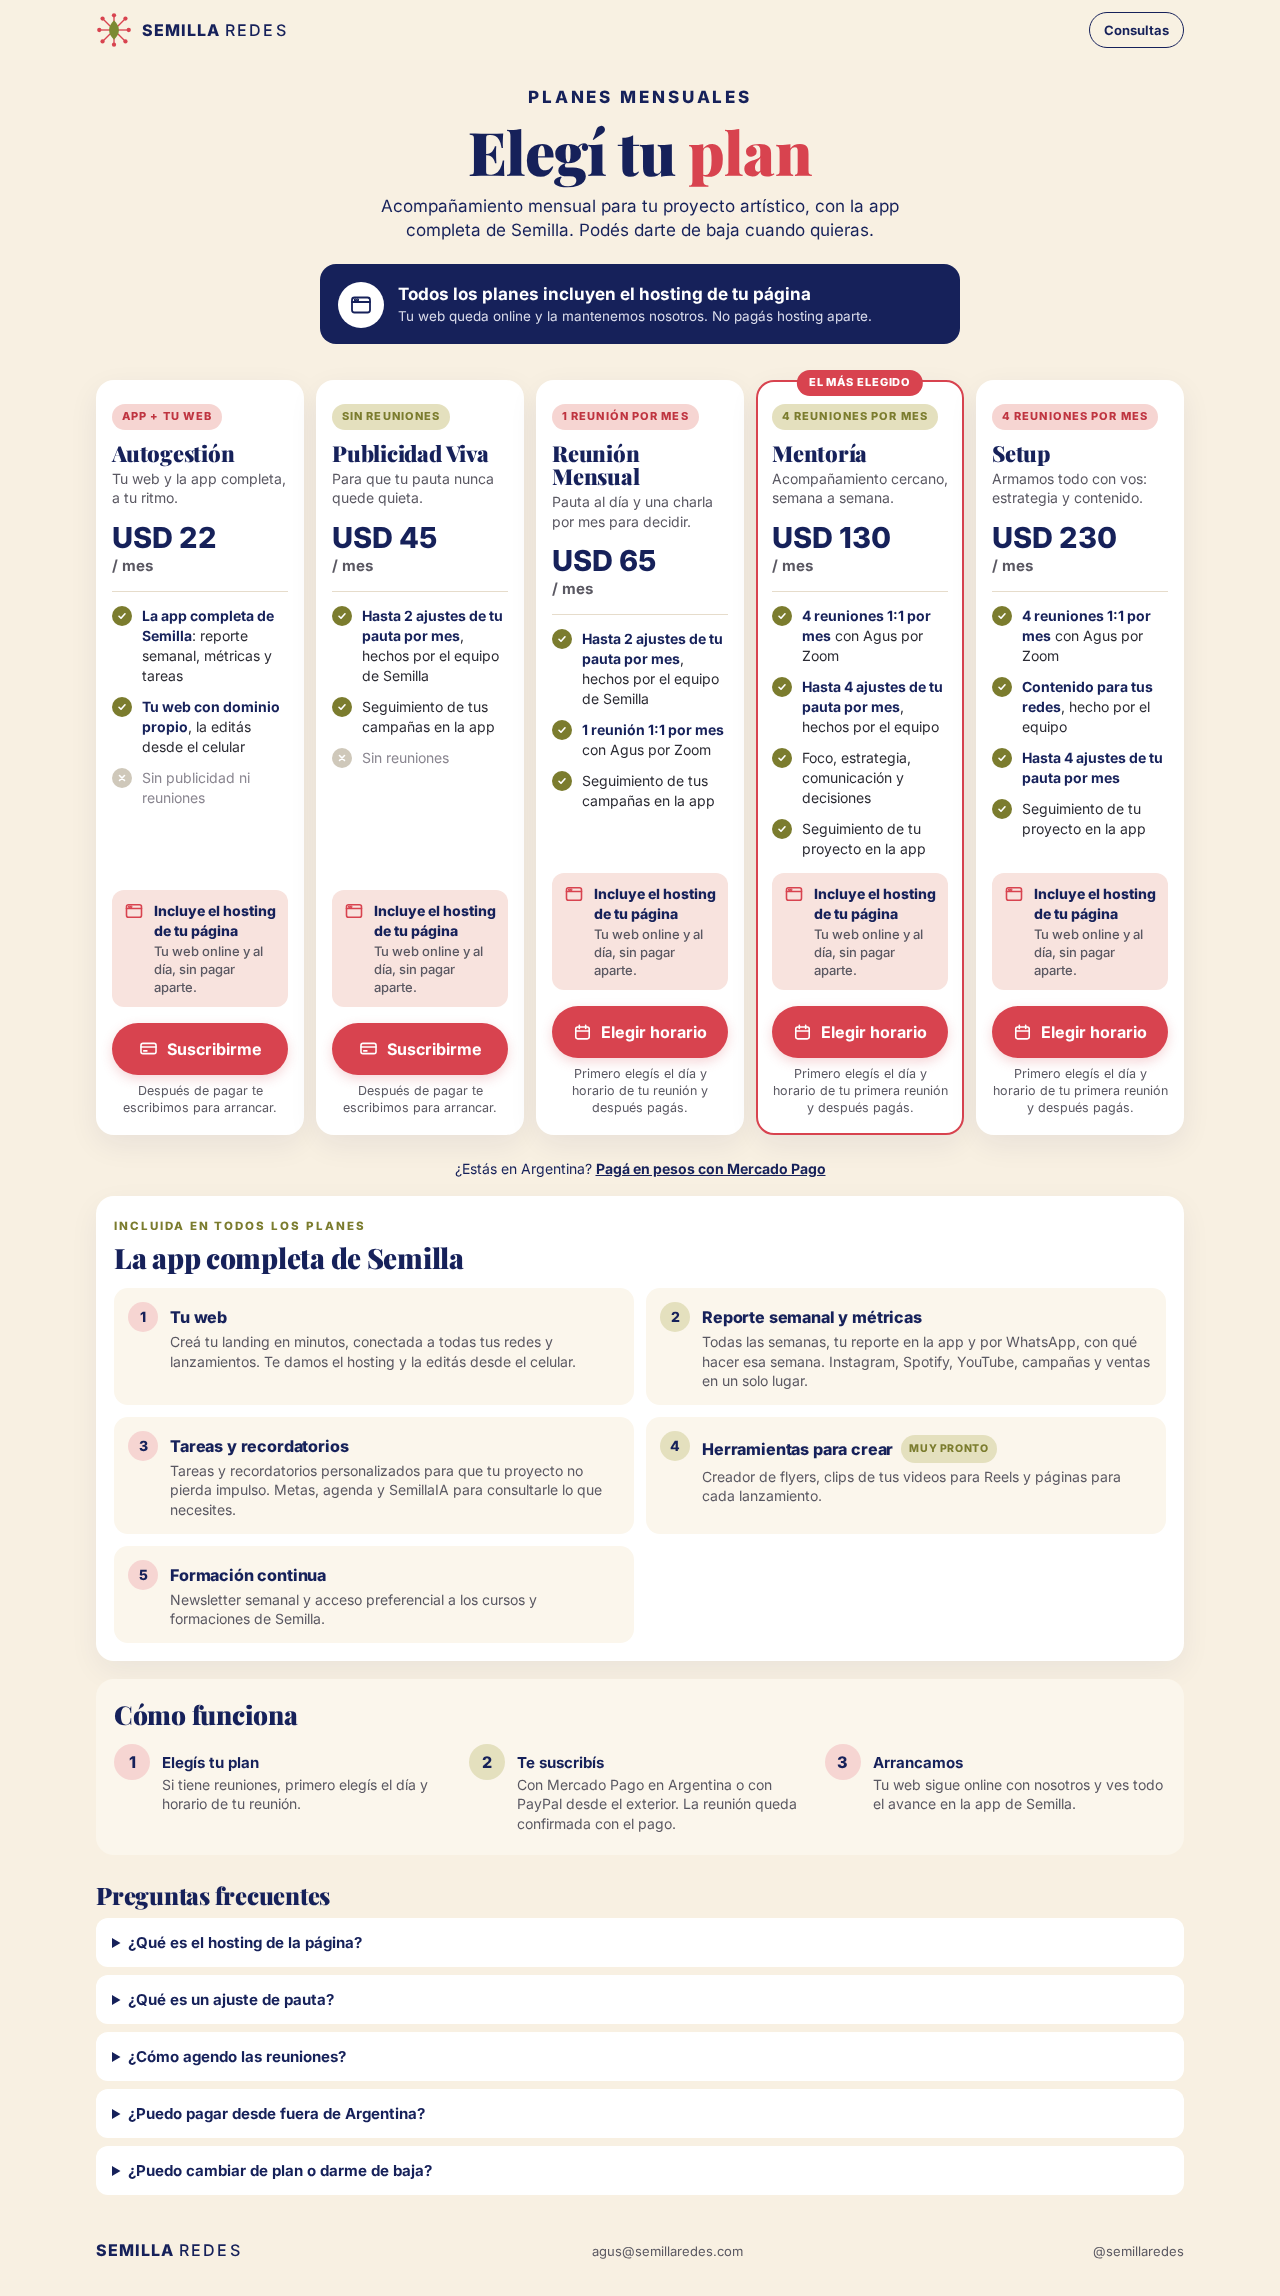 SEMILLA REDES
Consultas
PLANES MENSUALES
Elegí tu plan
Acompañamiento mensual para tu proyecto artístico, con la app
completa de Semilla. Podés darte de baja cuando quieras.
Todos los planes incluyen el hosting de tu página
Tu web queda online y la mantenemos nosotros. No pagás hosting aparte.
APP + TU WEB
Autogestión
Tu web y la app completa,
a tu ritmo.
USD 22
/ mes
La app completa de
Semilla: reporte
semanal, métricas y
tareas
Tu web con dominio
propio, la editás
desde el celular
Sin publicidad ni
reuniones
Incluye el hosting
de tu página
Tu web online y al
día, sin pagar
aparte.
Suscribirme
Después de pagar te
escribimos para arrancar.
SIN REUNIONES
Publicidad Viva
Para que tu pauta nunca
quede quieta.
USD 45
/ mes
Hasta 2 ajustes de tu
pauta por mes,
hechos por el equipo
de Semilla
Seguimiento de tus
campañas en la app
Sin reuniones
Incluye el hosting
de tu página
Tu web online y al
día, sin pagar
aparte.
Suscribirme
Después de pagar te
escribimos para arrancar.
1 REUNIÓN POR MES
Reunión
Mensual
Pauta al día y una charla
por mes para decidir.
USD 65
/ mes
Hasta 2 ajustes de tu
pauta por mes,
hechos por el equipo
de Semilla
1 reunión 1:1 por mes
con Agus por Zoom
Seguimiento de tus
campañas en la app
Incluye el hosting
de tu página
Tu web online y al
día, sin pagar
aparte.
Elegir horario
Primero elegís el día y
horario de tu reunión y
después pagás.
EL MÁS ELEGIDO
4 REUNIONES POR MES
Mentoría
Acompañamiento cercano,
semana a semana.
USD 130
/ mes
4 reuniones 1:1 por
mes con Agus por
Zoom
Hasta 4 ajustes de tu
pauta por mes,
hechos por el equipo
Foco, estrategia,
comunicación y
decisiones
Seguimiento de tu
proyecto en la app
Incluye el hosting
de tu página
Tu web online y al
día, sin pagar
aparte.
Elegir horario
Primero elegís el día y
horario de tu primera reunión
y después pagás.
4 REUNIONES POR MES
Setup
Armamos todo con vos:
estrategia y contenido.
USD 230
/ mes
4 reuniones 1:1 por
mes con Agus por
Zoom
Contenido para tus
redes, hecho por el
equipo
Hasta 4 ajustes de tu
pauta por mes
Seguimiento de tu
proyecto en la app
Incluye el hosting
de tu página
Tu web online y al
día, sin pagar
aparte.
Elegir horario
Primero elegís el día y
horario de tu primera reunión
y después pagás.
¿Estás en Argentina? Pagá en pesos con Mercado Pago
INCLUIDA EN TODOS LOS PLANES
La app completa de Semilla
1
Tu web
Creá tu landing en minutos, conectada a todas tus redes y
lanzamientos. Te damos el hosting y la editás desde el celular.
2
Reporte semanal y métricas
Todas las semanas, tu reporte en la app y por WhatsApp, con qué
hacer esa semana. Instagram, Spotify, YouTube, campañas y ventas
en un solo lugar.
3
Tareas y recordatorios
Tareas y recordatorios personalizados para que tu proyecto no
pierda impulso. Metas, agenda y SemillaIA para consultarle lo que
necesites.
4
Herramientas para crear MUY PRONTO
Creador de flyers, clips de tus videos para Reels y páginas para
cada lanzamiento.
5
Formación continua
Newsletter semanal y acceso preferencial a los cursos y
formaciones de Semilla.
Cómo funciona
1
Elegís tu plan
Si tiene reuniones, primero elegís el día y
horario de tu reunión.
2
Te suscribís
Con Mercado Pago en Argentina o con
PayPal desde el exterior. La reunión queda
confirmada con el pago.
3
Arrancamos
Tu web sigue online con nosotros y ves todo
el avance en la app de Semilla.
Preguntas frecuentes
¿Qué es el hosting de la página?
¿Qué es un ajuste de pauta?
¿Cómo agendo las reuniones?
¿Puedo pagar desde fuera de Argentina?
¿Puedo cambiar de plan o darme de baja?
SEMILLA REDES
agus@semillaredes.com
@semillaredes